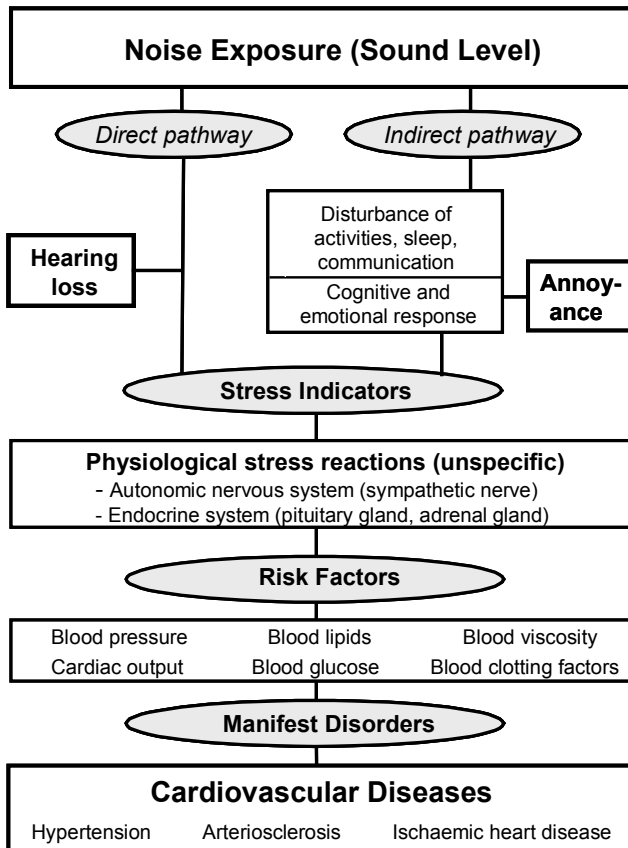 Noise Exposure (Sound Level)
Direct pathway
Indirect pathway
Disturbance of
activities, sleep,
communication
Hearing
loss
Cognitive and
emotional response
Annoy-
ance
Stress Indicators
Physiological stress reactions (unspecific)
- Autonomic nervous system (sympathetic nerve)
- Endocrine system (pituitary gland, adrenal gland)
Risk Factors
Blood pressure Blood lipids Blood viscosity
Cardiac output Blood glucose Blood clotting factors
Manifest Disorders
Cardiovascular Diseases
Hypertension Arteriosclerosis Ischaemic heart disease